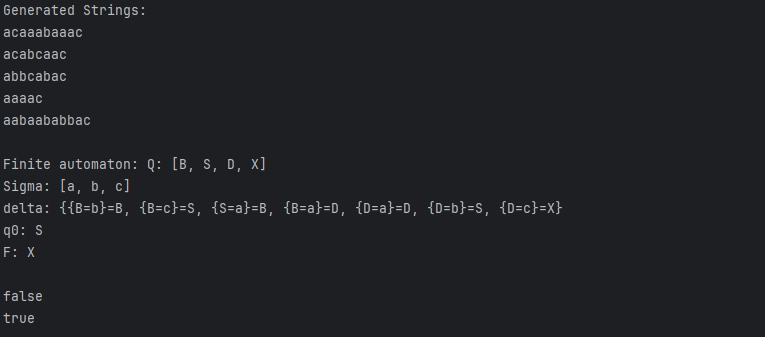 Generated Strings:
acaaabaaac
acabcaac
abbcabac
aaaac
aabaababbac
Finite automaton: Q: [B, S, D, X]
Sigma: [a, b, c]
delta: {{B=b}=B, {B=c}=S, {S=a}=B, {B=a}=D, {D=a}=D, {D=b}=S, {D=c}=X}
q0: S
F: X
false
true